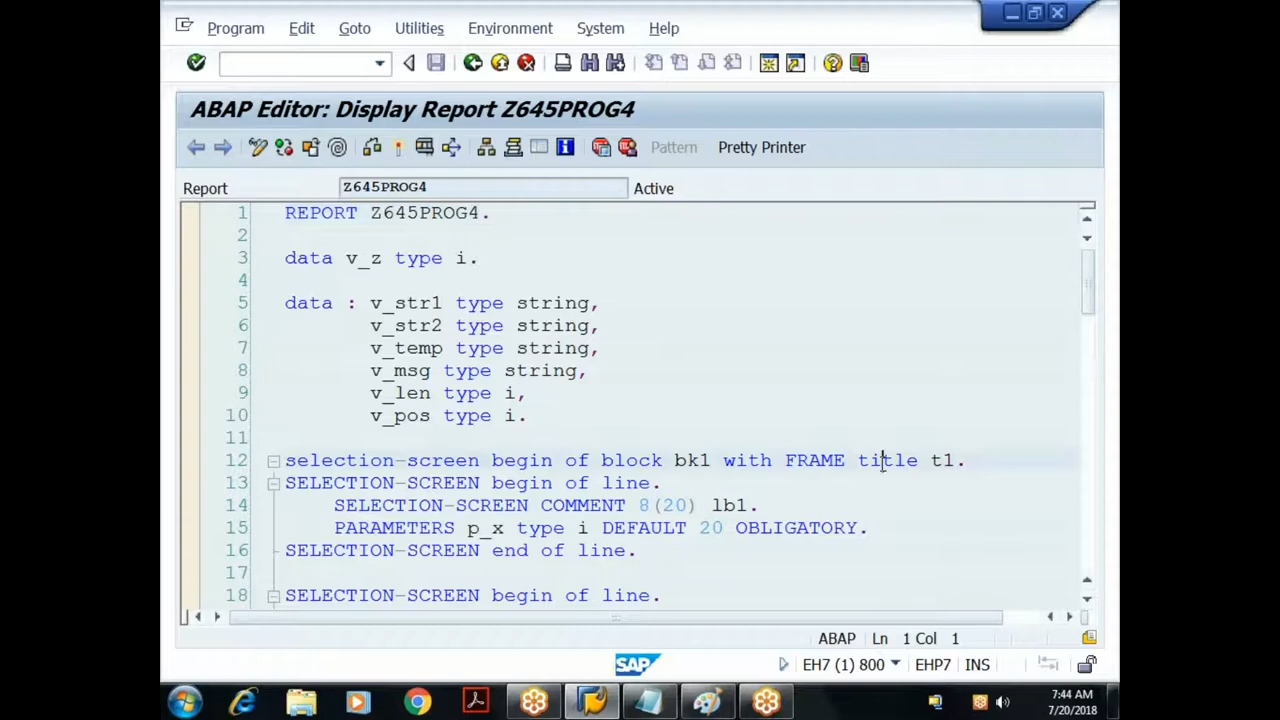 Program Edit Goto Utilities Environment System Help
ABAP Editor: Display Report Z645PROG4
Pattern Pretty Printer
Report Z645PROG4 Active
1 REPORT Z645PROG4.
2
3 data v_z type i.
4
5 data : v_str1 type string,
6 v_str2 type string,
7 v_temp type string,
8 v_msg type string,
9 v_len type i,
10 v_pos type i.
11
12 selection-screen begin of block bk1 with FRAME title t1.
13 SELECTION-SCREEN begin of line.
14 SELECTION-SCREEN COMMENT 8(20) lb1.
15 PARAMETERS p_x type i DEFAULT 20 OBLIGATORY.
16 SELECTION-SCREEN end of line.
17
18 SELECTION-SCREEN begin of line.
ABAP Ln 1 Col 1
SAP EH7 (1) 800 EHP7 INS
7:44 AM
7/20/2018